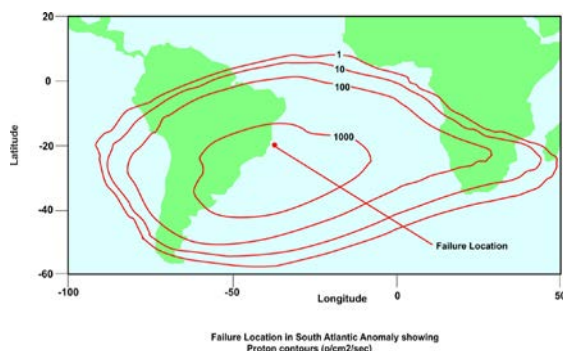 20
0
-20
-40
-60
Latitude
1
10
100
1000
Failure Location
-100
-50
0
50
Longitude
Failure Location in South Atlantic Anomaly showing
Proton contours (p/cm2/sec)